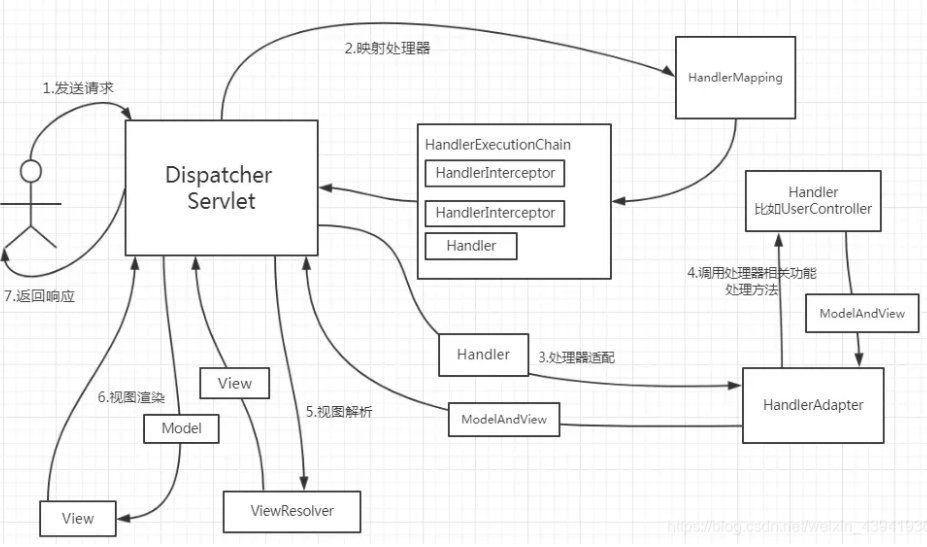 2.映射处理器
HandlerMapping
1.发送请求
Dispatcher
Servlet
HandlerExecutionChain
HandlerInterceptor
HandlerInterceptor
Handler
Handler
比如UserController
4.调用处理器相关功能
处理方法
ModelAndView
7.返回响应
Handler
3.处理器适配
HandlerAdapter
ModelAndView
View
5.视图解析
6.视图渲染
Model
View
ViewResolver
https://blog.csdn.net/weixin_43941938